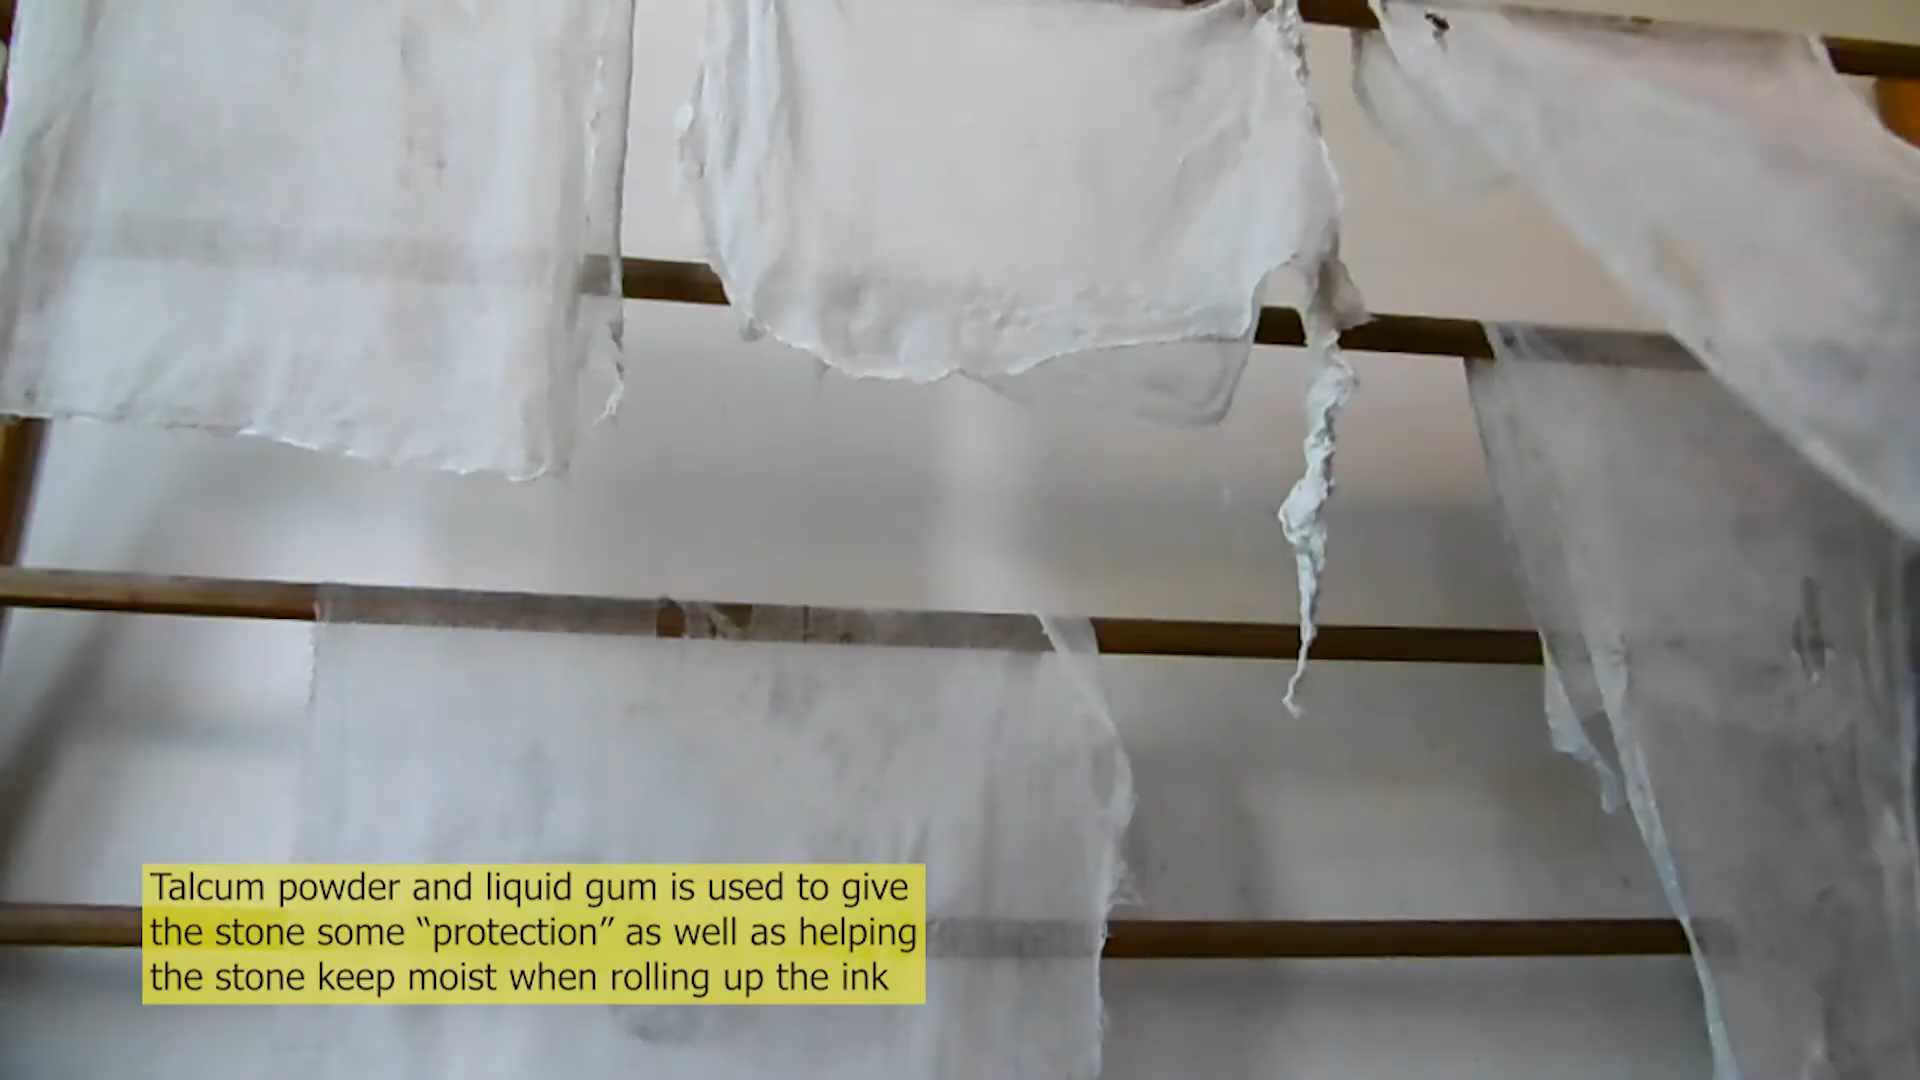 Talcum powder and liquid gum is used to give
the stone some “protection” as well as helping
the stone keep moist when rolling up the ink